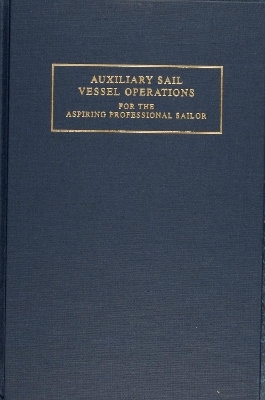 AUXILIARY SAIL
VESSEL OPERATIONS
FOR THE
ASPIRING PROFESSIONAL SAILOR